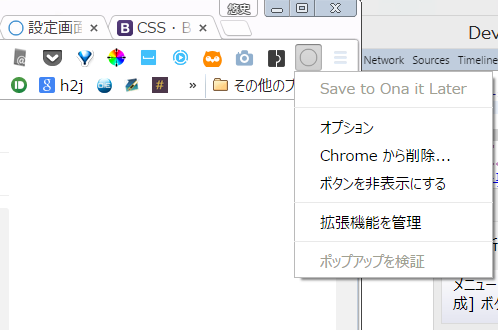 悠史
設定画面
CSS · B
h2j
»
その他のブ
Save to Ona it Later
オプション
Chrome から削除...
ボタンを非表示にする
拡張機能を管理
ポップアップを検証
Dev
Network Sources Timeline
メニュー
成] ボタ